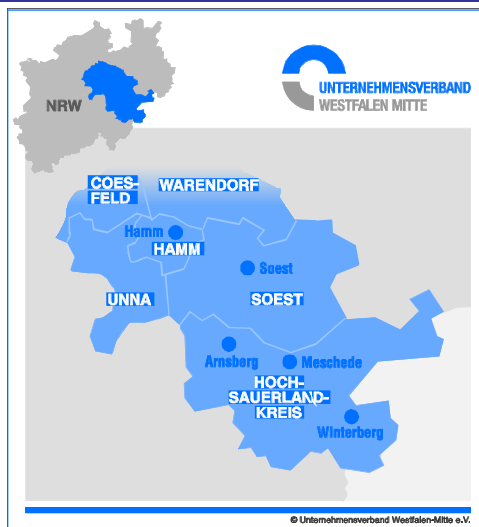 NRW
UNTERNEHMENSVERBAND
WESTFALEN MITTE
COES-
FELD
WARENDORF
Hamm
HAMM
Soest
UNNA
SOEST
Arnsberg
Meschede
HOCH-
SAUERLAND-
KREIS
Winterberg
© Unternehmensverband Westfalen-Mitte e.V.